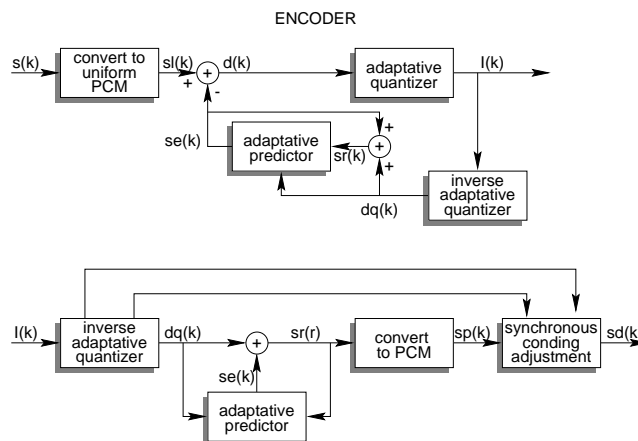 ENCODER
s(k)
convert to
uniform
PCM
sl(k)
+
+
-
d(k)
adaptative
quantizer
I(k)
se(k)
adaptative
predictor
sr(k)
+
+
+
dq(k)
inverse
adaptative
quantizer
I(k)
inverse
adaptative
quantizer
dq(k)
+
sr(r)
se(k)
adaptative
predictor
convert
to PCM
sp(k)
synchronous
conding
adjustment
sd(k)